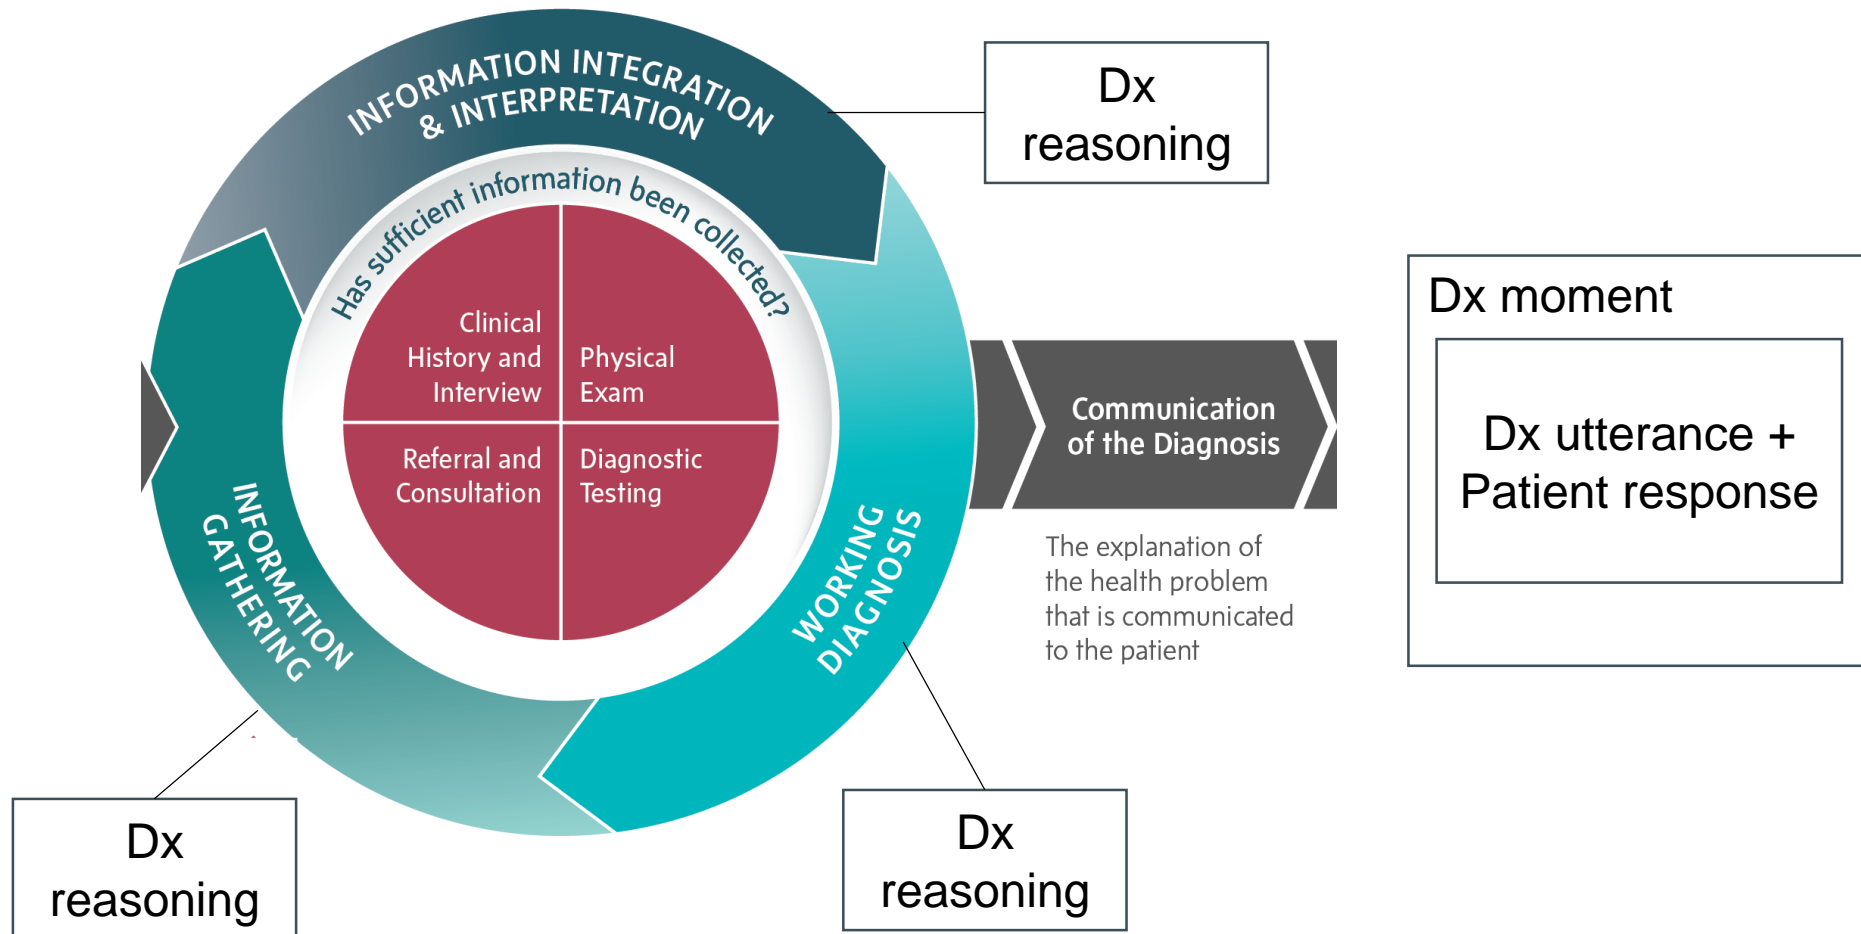 INFORMATION INTEGRATION
& INTERPRETATION
Dx
reasoning
Has sufficient information been collected?
Clinical
History and
Interview
Physical
Exam
Referral and
Consultation
Diagnostic
Testing
INFORMATION
GATHERING
WORKING
DIAGNOSIS
Communication
of the Diagnosis
The explanation of
the health problem
that is communicated
to the patient
Dx moment
Dx utterance +
Patient response
Dx
reasoning
Dx
reasoning